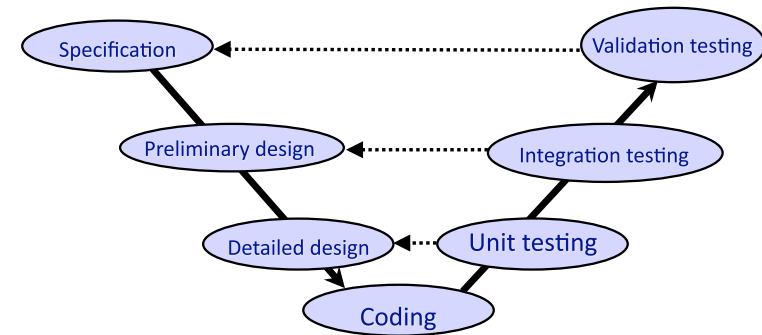 Specification
Validation testing
Preliminary design
Integration testing
Detailed design
Unit testing
Coding